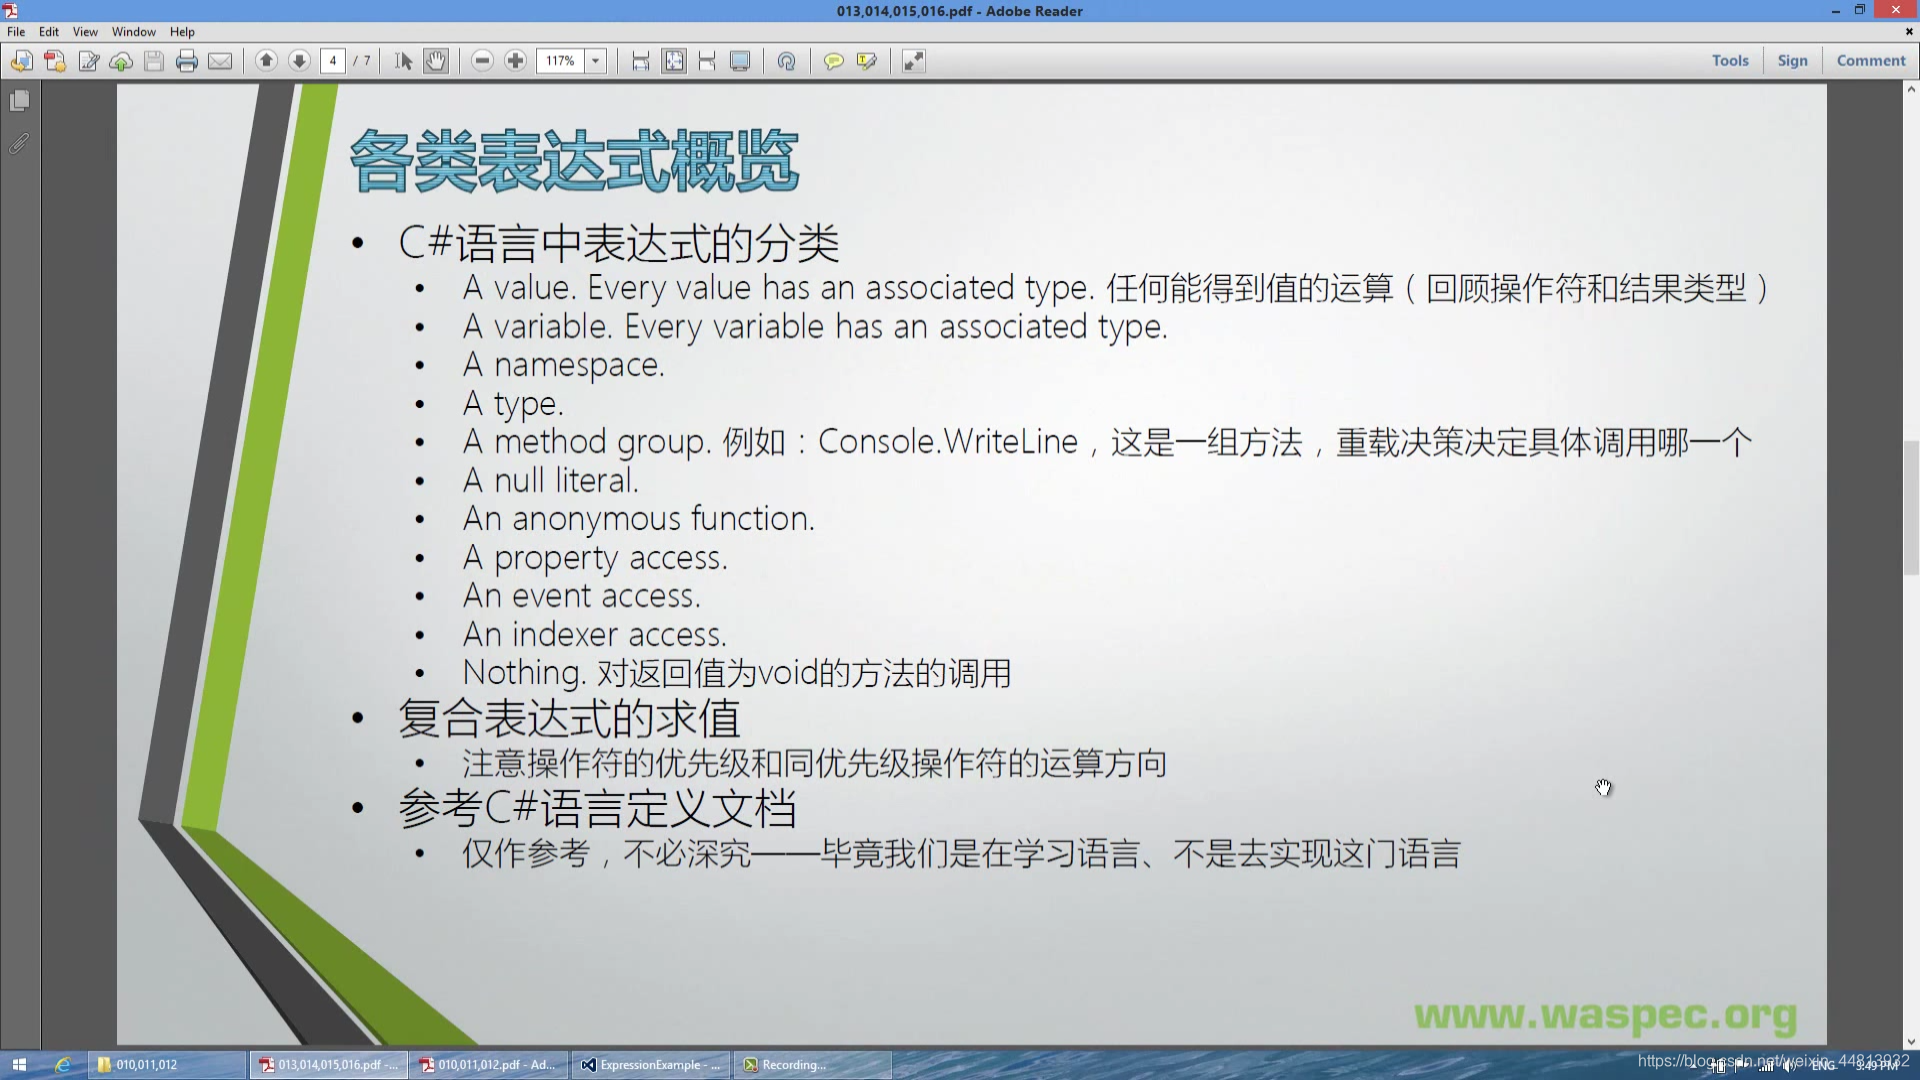 013,014,015,016.pdf - Adobe Reader
File Edit View Window Help
4 / 7 117% Tools Sign Comment
各类表达式概览
• C#语言中表达式的分类
• A value. Every value has an associated type. 任何能得到值的运算（回顾操作符和结果类型）
• A variable. Every variable has an associated type.
• A namespace.
• A type.
• A method group. 例如：Console.WriteLine，这是一组方法，重载决策决定具体调用哪一个
• A null literal.
• An anonymous function.
• A property access.
• An event access.
• An indexer access.
• Nothing. 对返回值为void的方法的调用
• 复合表达式的求值
• 注意操作符的优先级和同优先级操作符的运算方向
• 参考C#语言定义文档
• 仅作参考，不必深究——毕竟我们是在学习语言、不是去实现这门语言
www.waspec.org
010,011,012 013,014,015,016.pdf -... 010,011,012.pdf - Ad... ExpressionExample - ... Recording... ENG 3:49 PM
https://blog.csdn.net/weixin_44813932